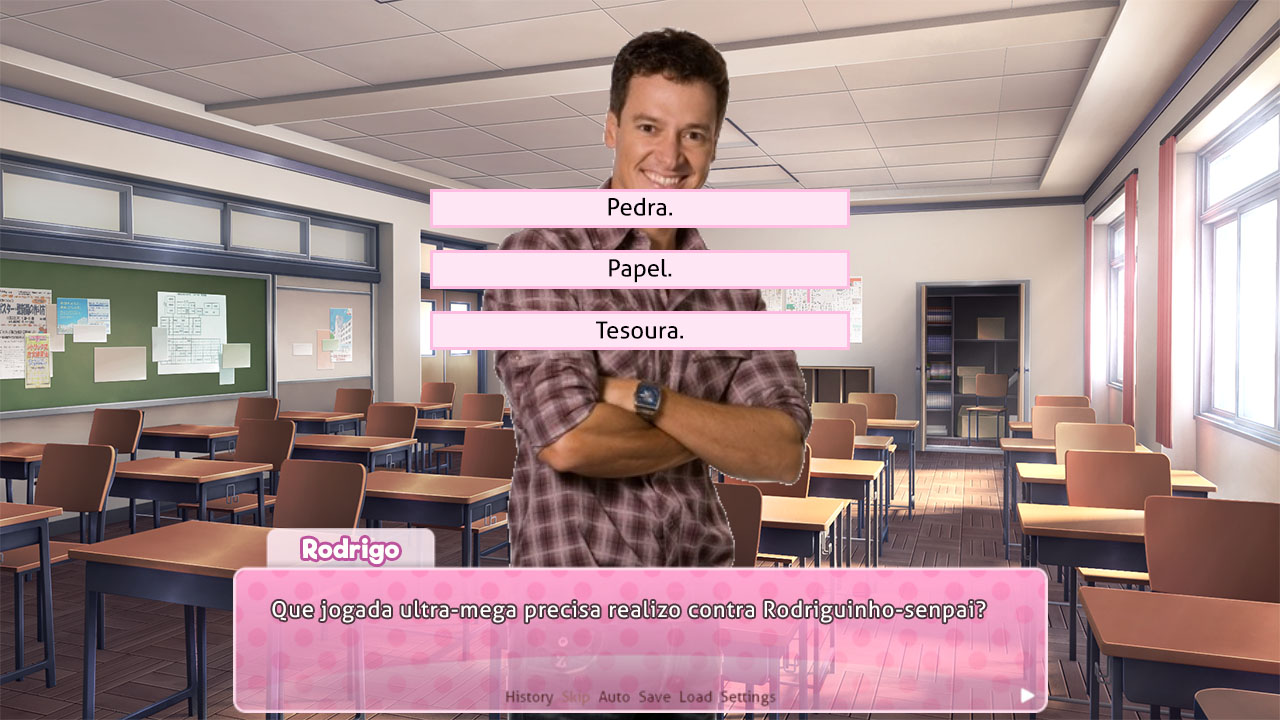 Pedra.
Papel.
Tesoura.
Rodrigo
Que jogada ultra-mega precisa realizo contra Rodriguinho-senpai?
History Skip Auto Save Load Settings